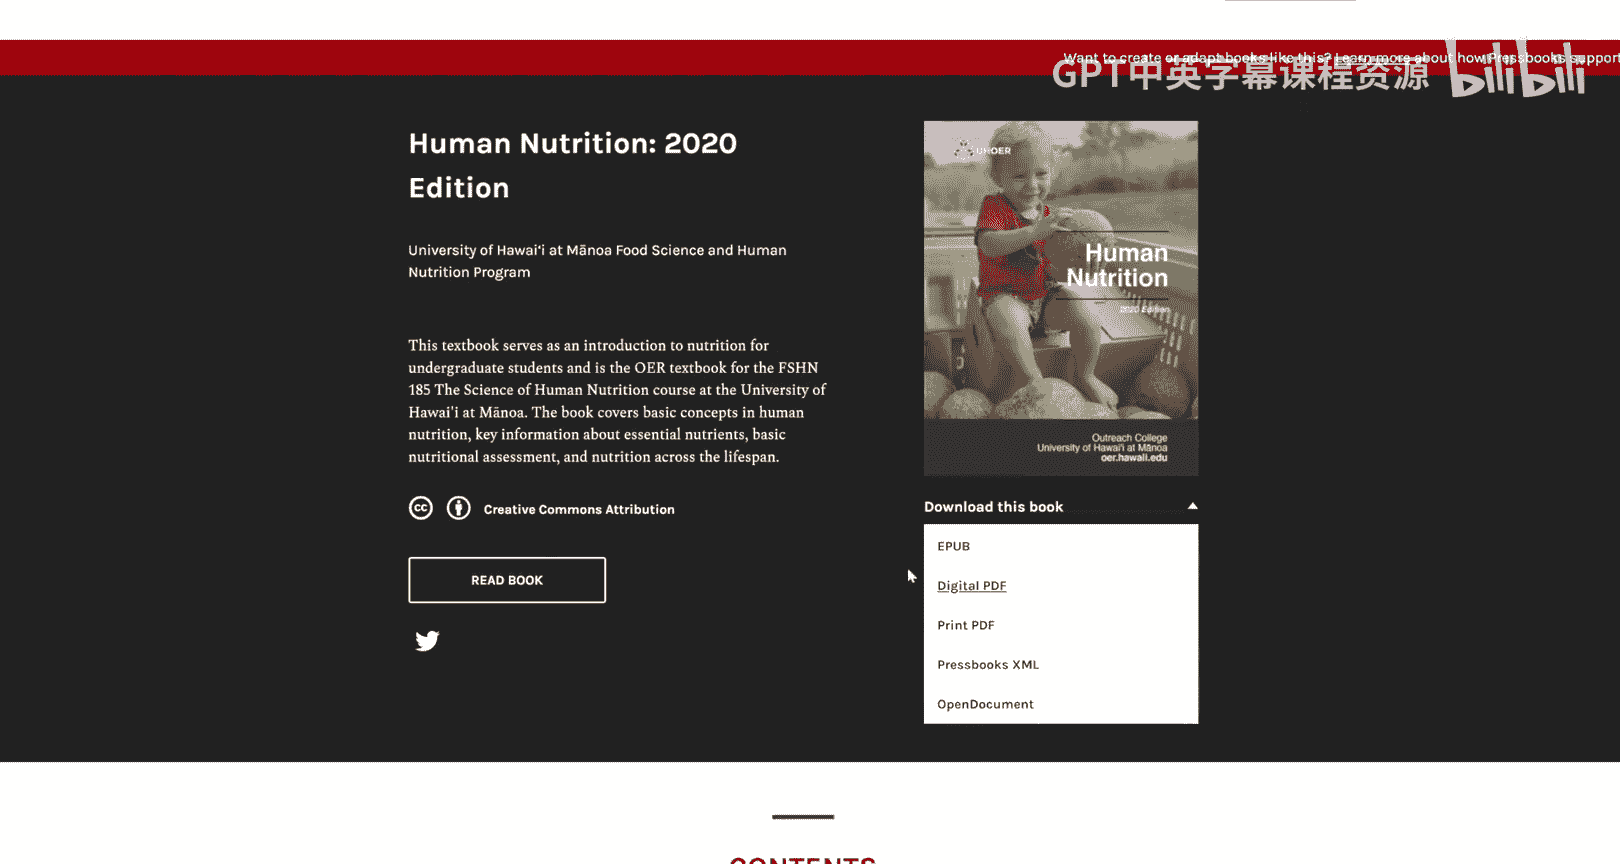 Want to create or adapt books like this? Learn more about how Pressbooks support
GPT中英字幕课程资源 bilibili
Human Nutrition: 2020
Edition
University of Hawaiʻi at Mānoa Food Science and Human
Nutrition Program
This textbook serves as an introduction to nutrition for
undergraduate students and is the OER textbook for the FSHN
185 The Science of Human Nutrition course at the University of
Hawai'i at Mānoa. The book covers basic concepts in human
nutrition, key information about essential nutrients, basic
nutritional assessment, and nutrition across the lifespan.
cc
Creative Commons Attribution
READ BOOK
UHOER
Human
Nutrition
2020 Edition
Outreach College
University of Hawai'i at Mānoa
oer.hawaii.edu
Download this book
EPUB
Digital PDF
Print PDF
Pressbooks XML
OpenDocument
CONTENTS